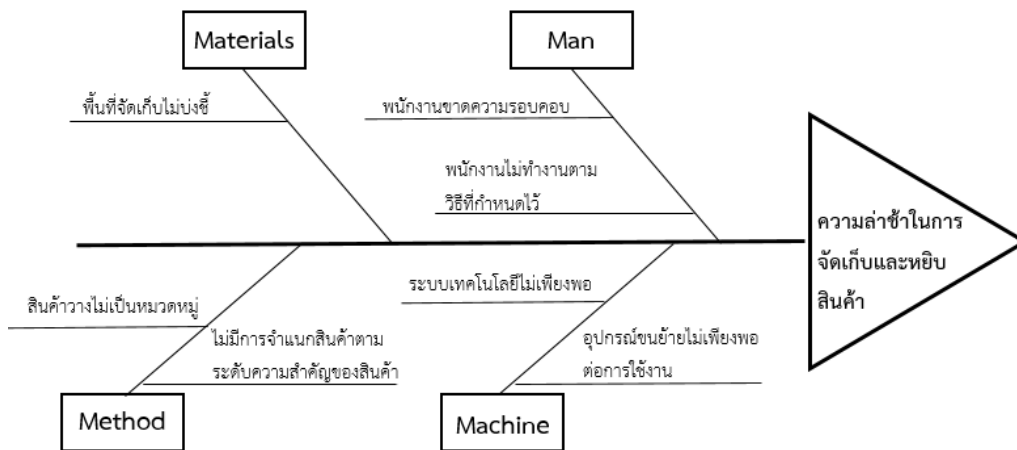 Materials
Man
พื้นที่จัดเก็บไม่บ่งชี้
พนักงานขาดความรอบคอบ
พนักงานไม่ทำงานตาม
วิธีที่กำหนดไว้
ความล่าช้าในการ
จัดเก็บและหยิบ
สินค้า
สินค้าวางไม่เป็นหมวดหมู่
ไม่มีการจำแนกสินค้าตาม
ระดับความสำคัญของสินค้า
ระบบเทคโนโลยีไม่เพียงพอ
อุปกรณ์ขนย้ายไม่เพียงพอ
ต่อการใช้งาน
Method
Machine